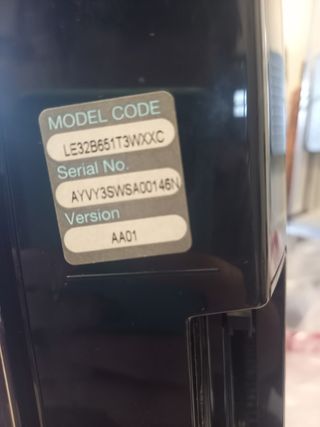 MODEL CODE
LE32B651T3WXXC
Serial No.
AYVY3SWSA00146N
Version
AA01